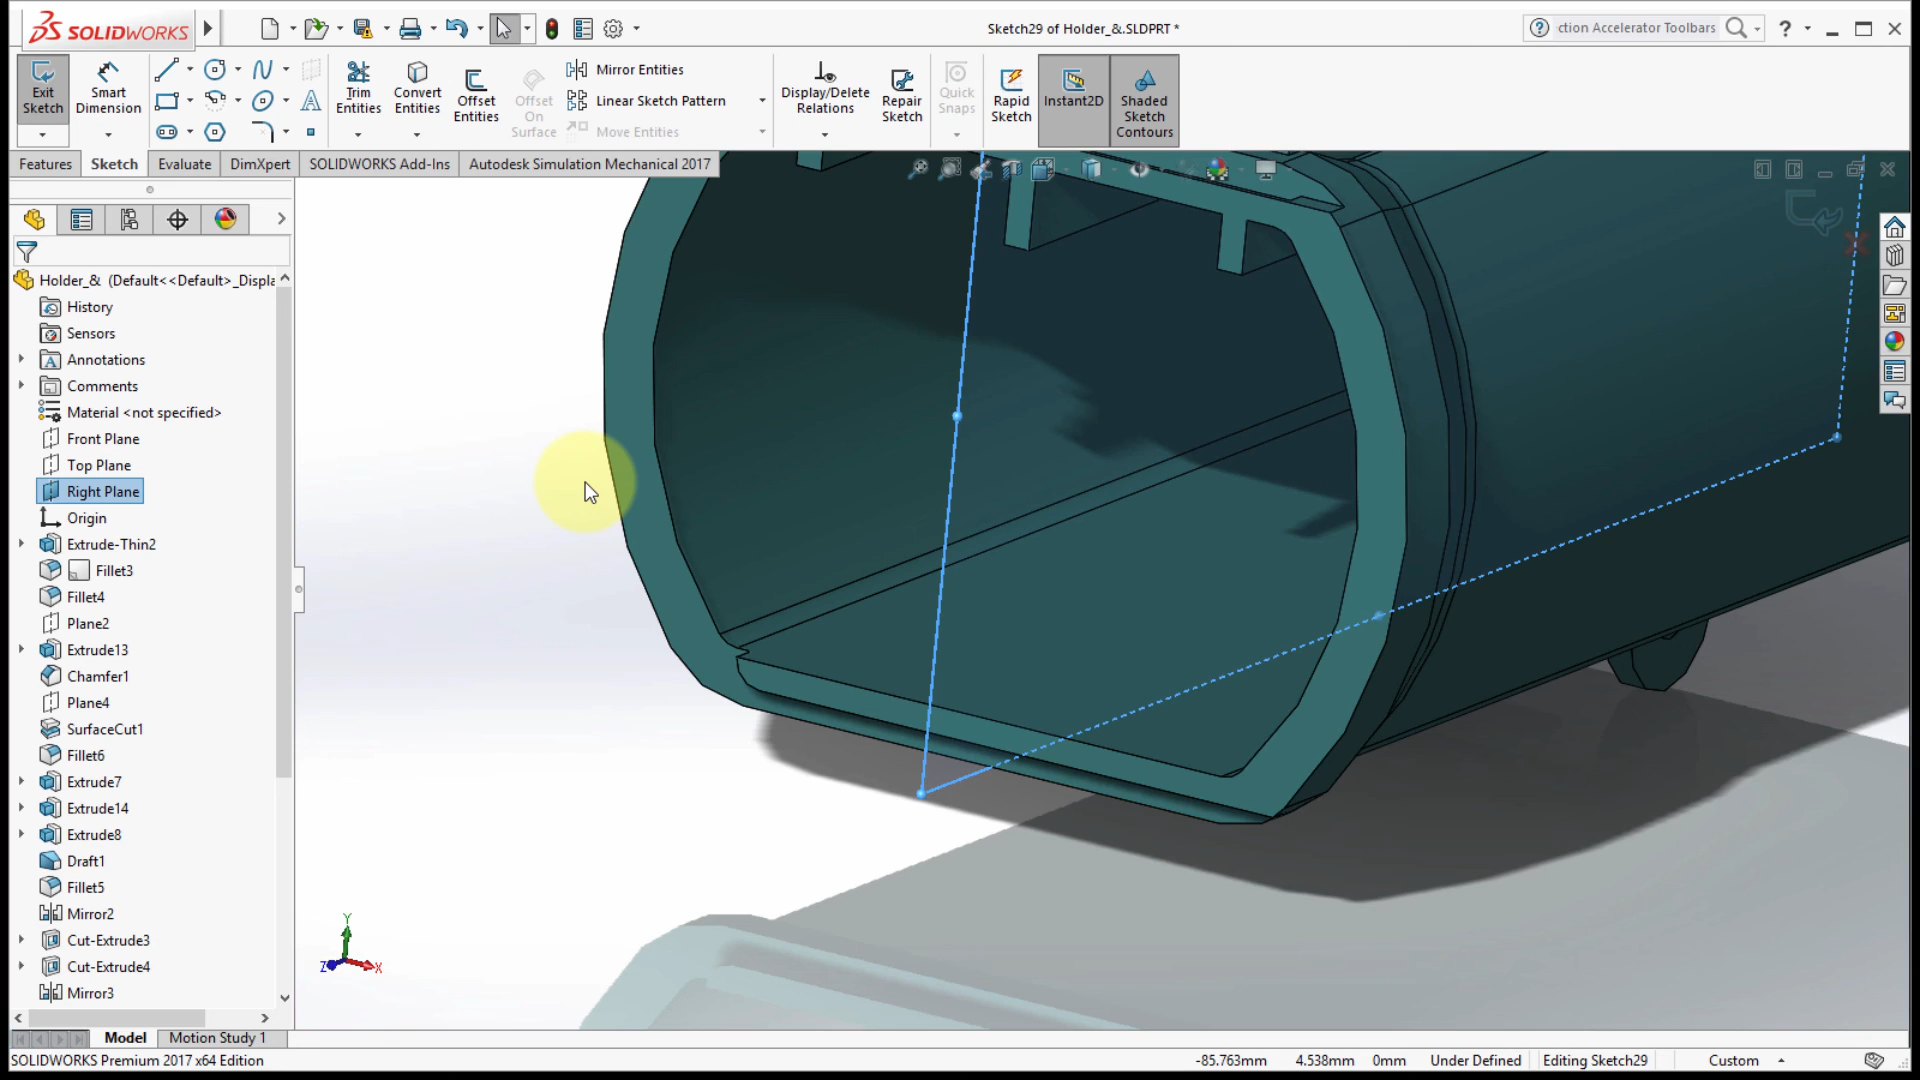 SOLIDWORKS
Sketch29 of Holder_&.SLDPRT *
ction Accelerator Toolbars
Exit Sketch
Smart Dimension
Trim Entities
Convert Entities
Offset Entities
Offset On Surface
Mirror Entities
Linear Sketch Pattern
Move Entities
Display/Delete Relations
Repair Sketch
Quick Snaps
Rapid Sketch
Instant2D
Shaded Sketch Contours
Features
Sketch
Evaluate
DimXpert
SOLIDWORKS Add-Ins
Autodesk Simulation Mechanical 2017
Holder_& (Default<<Default>_Displa
History
Sensors
Annotations
Comments
Material <not specified>
Front Plane
Top Plane
Right Plane
Origin
Extrude-Thin2
Fillet3
Fillet4
Plane2
Extrude13
Chamfer1
Plane4
SurfaceCut1
Fillet6
Extrude7
Extrude14
Extrude8
Draft1
Fillet5
Mirror2
Cut-Extrude3
Cut-Extrude4
Mirror3
Y
Z
X
Model
Motion Study 1
SOLIDWORKS Premium 2017 x64 Edition
-85.763mm
4.538mm
0mm
Under Defined
Editing Sketch29
Custom